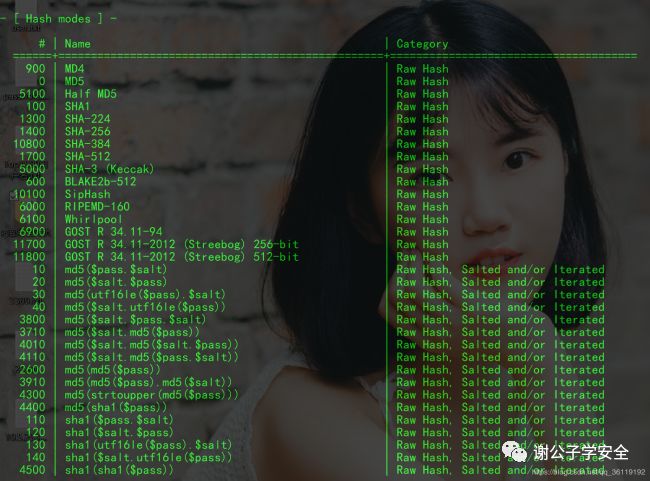 - [ Hash modes ] -
# | Name | Category
======+==================================================+======================================
900 | MD4 | Raw Hash
0 | MD5 | Raw Hash
5100 | Half MD5 | Raw Hash
100 | SHA1 | Raw Hash
1300 | SHA-224 | Raw Hash
1400 | SHA-256 | Raw Hash
10800 | SHA-384 | Raw Hash
1700 | SHA-512 | Raw Hash
5000 | SHA-3 (Keccak) | Raw Hash
600 | BLAKE2b-512 | Raw Hash
10100 | SipHash | Raw Hash
6000 | RIPEMD-160 | Raw Hash
6100 | Whirlpool | Raw Hash
6900 | GOST R 34.11-94 | Raw Hash
11700 | GOST R 34.11-2012 (Streebog) 256-bit | Raw Hash
11800 | GOST R 34.11-2012 (Streebog) 512-bit | Raw Hash
10 | md5($pass.$salt) | Raw Hash, Salted and/or Iterated
20 | md5($salt.$pass) | Raw Hash, Salted and/or Iterated
30 | md5(utf16le($pass).$salt) | Raw Hash, Salted and/or Iterated
40 | md5($salt.utf16le($pass)) | Raw Hash, Salted and/or Iterated
3800 | md5($salt.$pass.$salt) | Raw Hash, Salted and/or Iterated
3710 | md5($salt.md5($pass)) | Raw Hash, Salted and/or Iterated
4010 | md5($salt.md5($salt.$pass)) | Raw Hash, Salted and/or Iterated
4110 | md5($salt.md5($pass.$salt)) | Raw Hash, Salted and/or Iterated
2600 | md5(md5($pass)) | Raw Hash, Salted and/or Iterated
3910 | md5(md5($pass).md5($salt)) | Raw Hash, Salted and/or Iterated
4300 | md5(strtoupper(md5($pass))) | Raw Hash, Salted and/or Iterated
4400 | md5(sha1($pass)) | Raw Hash, Salted and/or Iterated
110 | sha1($pass.$salt) | Raw Hash, Salted and/or Iterated
120 | sha1($salt.$pass) | Raw Hash, Salted and/or Iterated
130 | sha1(utf16le($pass).$salt) | Raw Hash, Salted and/or Iterated
140 | sha1($salt.utf16le($pass)) | Raw Hash, Salted and/or Iterated
4500 | sha1(sha1($pass)) | Raw Hash, Salted and/or Iterated
谢公子学安全
https://blog.csdn.net/qq_36119192